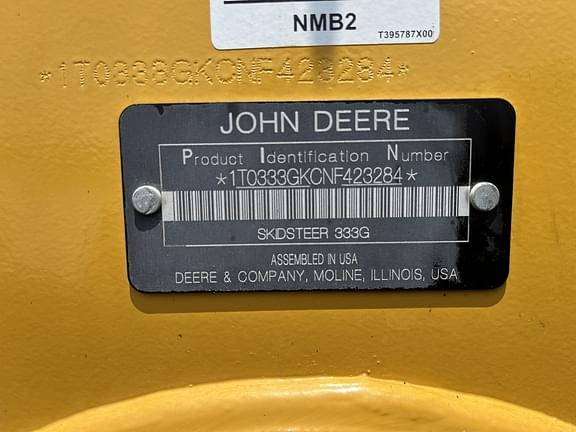 NMB2
T395787X00
*1T0333GKCNF423284*
JOHN DEERE
Product Identification Number
*1T0333GKCNF423284*
SKIDSTEER 333G
ASSEMBLED IN USA
DEERE & COMPANY, MOLINE, ILLINOIS, USA